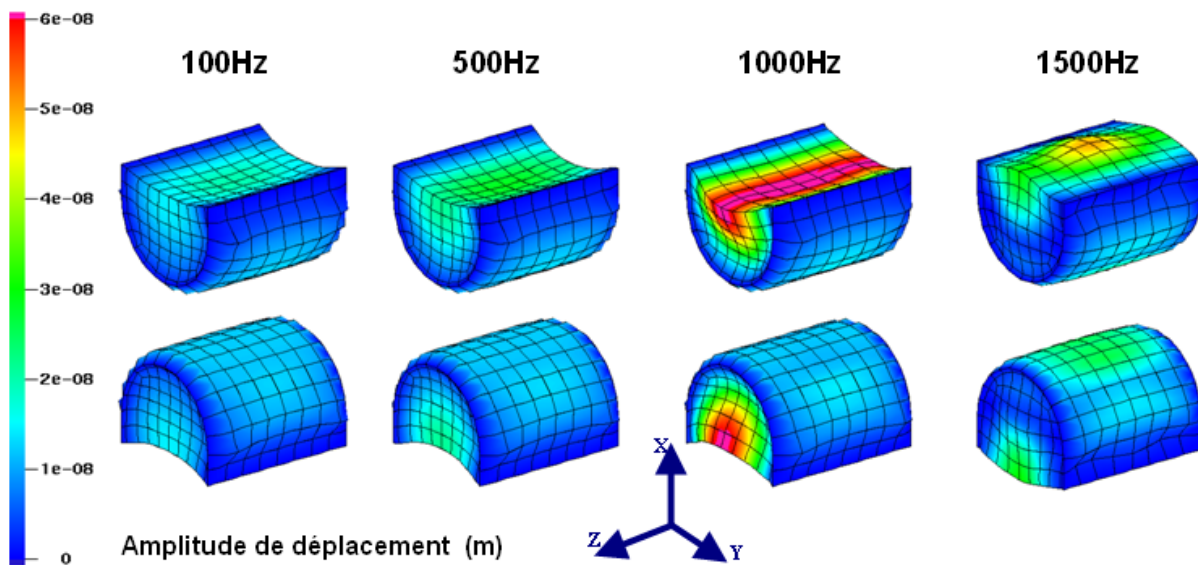 6e-08
100Hz 500Hz 1000Hz 1500Hz
5e-08
4e-08
3e-08
2e-08
1e-08
X
Z Y
0 Amplitude de déplacement (m)